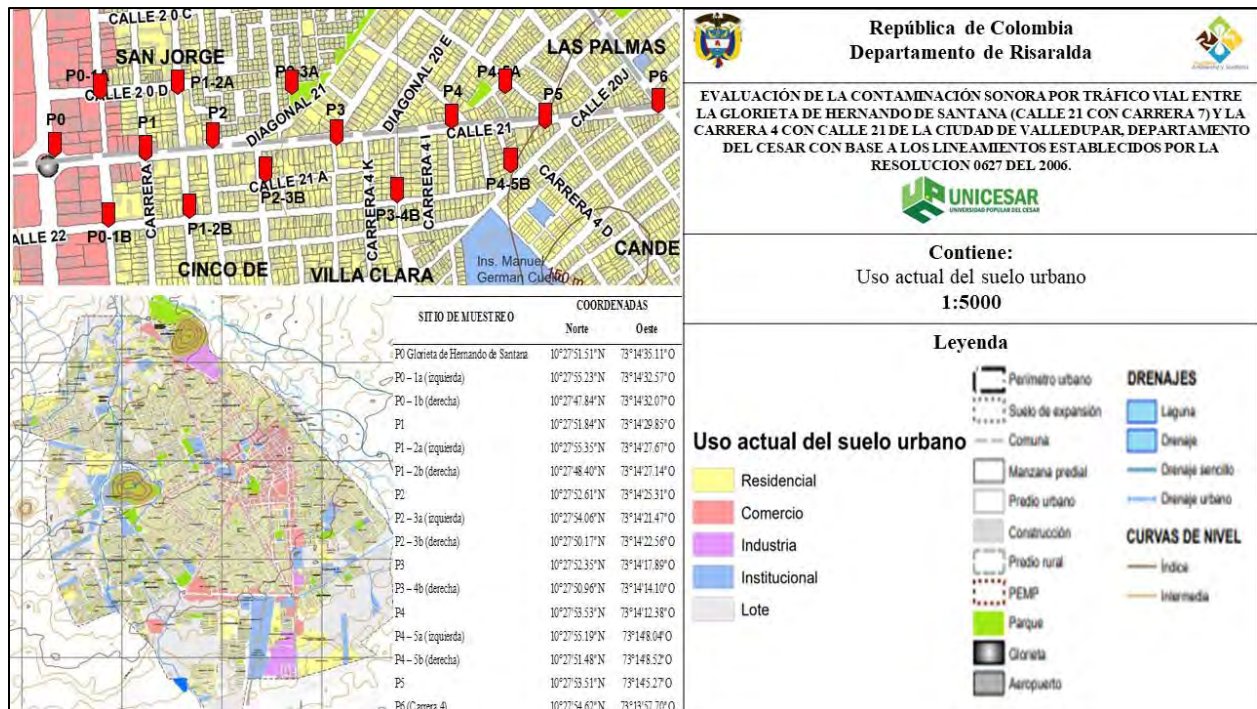 CALLE 20 C
SAN JORGE
LAS PALMAS
P0-1A
P1-2A
P2-3A
DIAGONAL 20 E
P4-5A
CALLE 20J
P6
CALLE 20 D
DIAGONAL 21
P0
P1
P2
P3
P4
CALLE 21
P5
CALLE 21 A
P2-3B
CARRERA
CARRERA 4 K
CARRERA 4 I
P3-4B
P4-5B
CARRERA 4 D
CALLE 22
P0-1B
P1-2B
CINCO DE
VILLA CLARA
Ins. Manuel
German Cuello
CANDE
SITIO DE MUESTREO
COORDENADAS
Norte Oeste
P0 Glorieta de Hernando de Santana 10°27'51.51"N 73°14'35.11"O
P0 – 1a (izquierda) 10°27'55.23"N 73°14'32.57"O
P0 – 1b (derecha) 10°27'47.84"N 73°14'32.07"O
P1 10°27'51.84"N 73°14'29.85"O
P1 – 2a (izquierda) 10°27'55.35"N 73°14'27.67"O
P1 – 2b (derecha) 10°27'48.40"N 73°14'27.14"O
P2 10°27'52.61"N 73°14'25.31"O
P2 – 3a (izquierda) 10°27'54.06"N 73°14'21.47"O
P2 – 3b (derecha) 10°27'50.17"N 73°14'22.56"O
P3 10°27'52.35"N 73°14'17.89"O
P3 – 4b (derecha) 10°27'50.96"N 73°14'14.10"O
P4 10°27'53.53"N 73°14'12.38"O
P4 – 5a (izquierda) 10°27'55.19"N 73°14'8.04"O
P4 – 5b (derecha) 10°27'51.48"N 73°14'8.52"O
P5 10°27'53.51"N 73°14'5.27"O
P6 (Carrera 4) 10°27'54.62"N 73°13'57.70"O
República de Colombia
Departamento de Risaralda
EVALUACIÓN DE LA CONTAMINACIÓN SONORA POR TRÁFICO VIAL ENTRE
LA GLORIETA DE HERNANDO DE SANTANA (CALLE 21 CON CARRERA 7) Y LA
CARRERA 4 CON CALLE 21 DE LA CIUDAD DE VALLEDUPAR, DEPARTAMENTO
DEL CESAR CON BASE A LOS LINEAMIENTOS ESTABLECIDOS POR LA
RESOLUCION 0627 DEL 2006.
UNICESAR
UNIVERSIDAD POPULAR DEL CESAR
Contiene:
Uso actual del suelo urbano
1:5000
Leyenda
Uso actual del suelo urbano
Residencial
Comercio
Industria
Institucional
Lote
Perimetro urbano
Suelo de expansión
Comuna
Manzana predial
Predio urbano
Construcción
Predio rural
PEMP
Parque
Glorieta
Aeropuerto
DRENAJES
Laguna
Drenaje
Drenaje sencillo
Drenaje urbano
CURVAS DE NIVEL
Índice
Intermedia